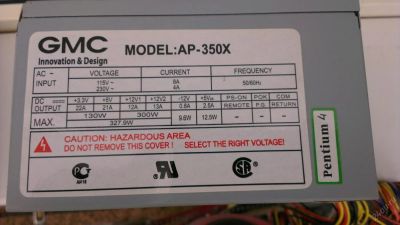 GMC
Innovation & Design
MODEL:AP-350X
AC ~ INPUT VOLTAGE CURRENT FREQUENCY
115V~ 8A 50/60Hz
230V~ 4A
DC OUTPUT +3.3V +5V +12V1 +12V2 -12V +5Vsb PS-ON POK COM
22A 21A 12A 13A 0.8A 2.5A REMOTE P.G. RETURN
MAX. 130W 300W 9.6W 12.5W
327.9W
CAUTION: HAZARDOUS AREA
DO NOT REMOVE THIS COVER ! SELECT THE RIGHT VOLTAGE!
Pentium 4